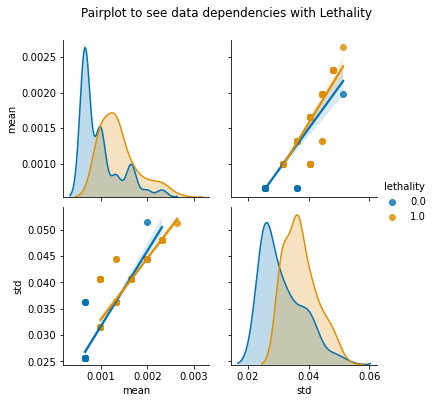 Pairplot to see data dependencies with Lethality
0.0025
0.0020
0.0015
0.0010
mean
lethality
0.0
1.0
0.050
0.045
0.040
0.035
0.030
0.025
std
0.001 0.002 0.003
mean
0.02 0.04 0.06
std